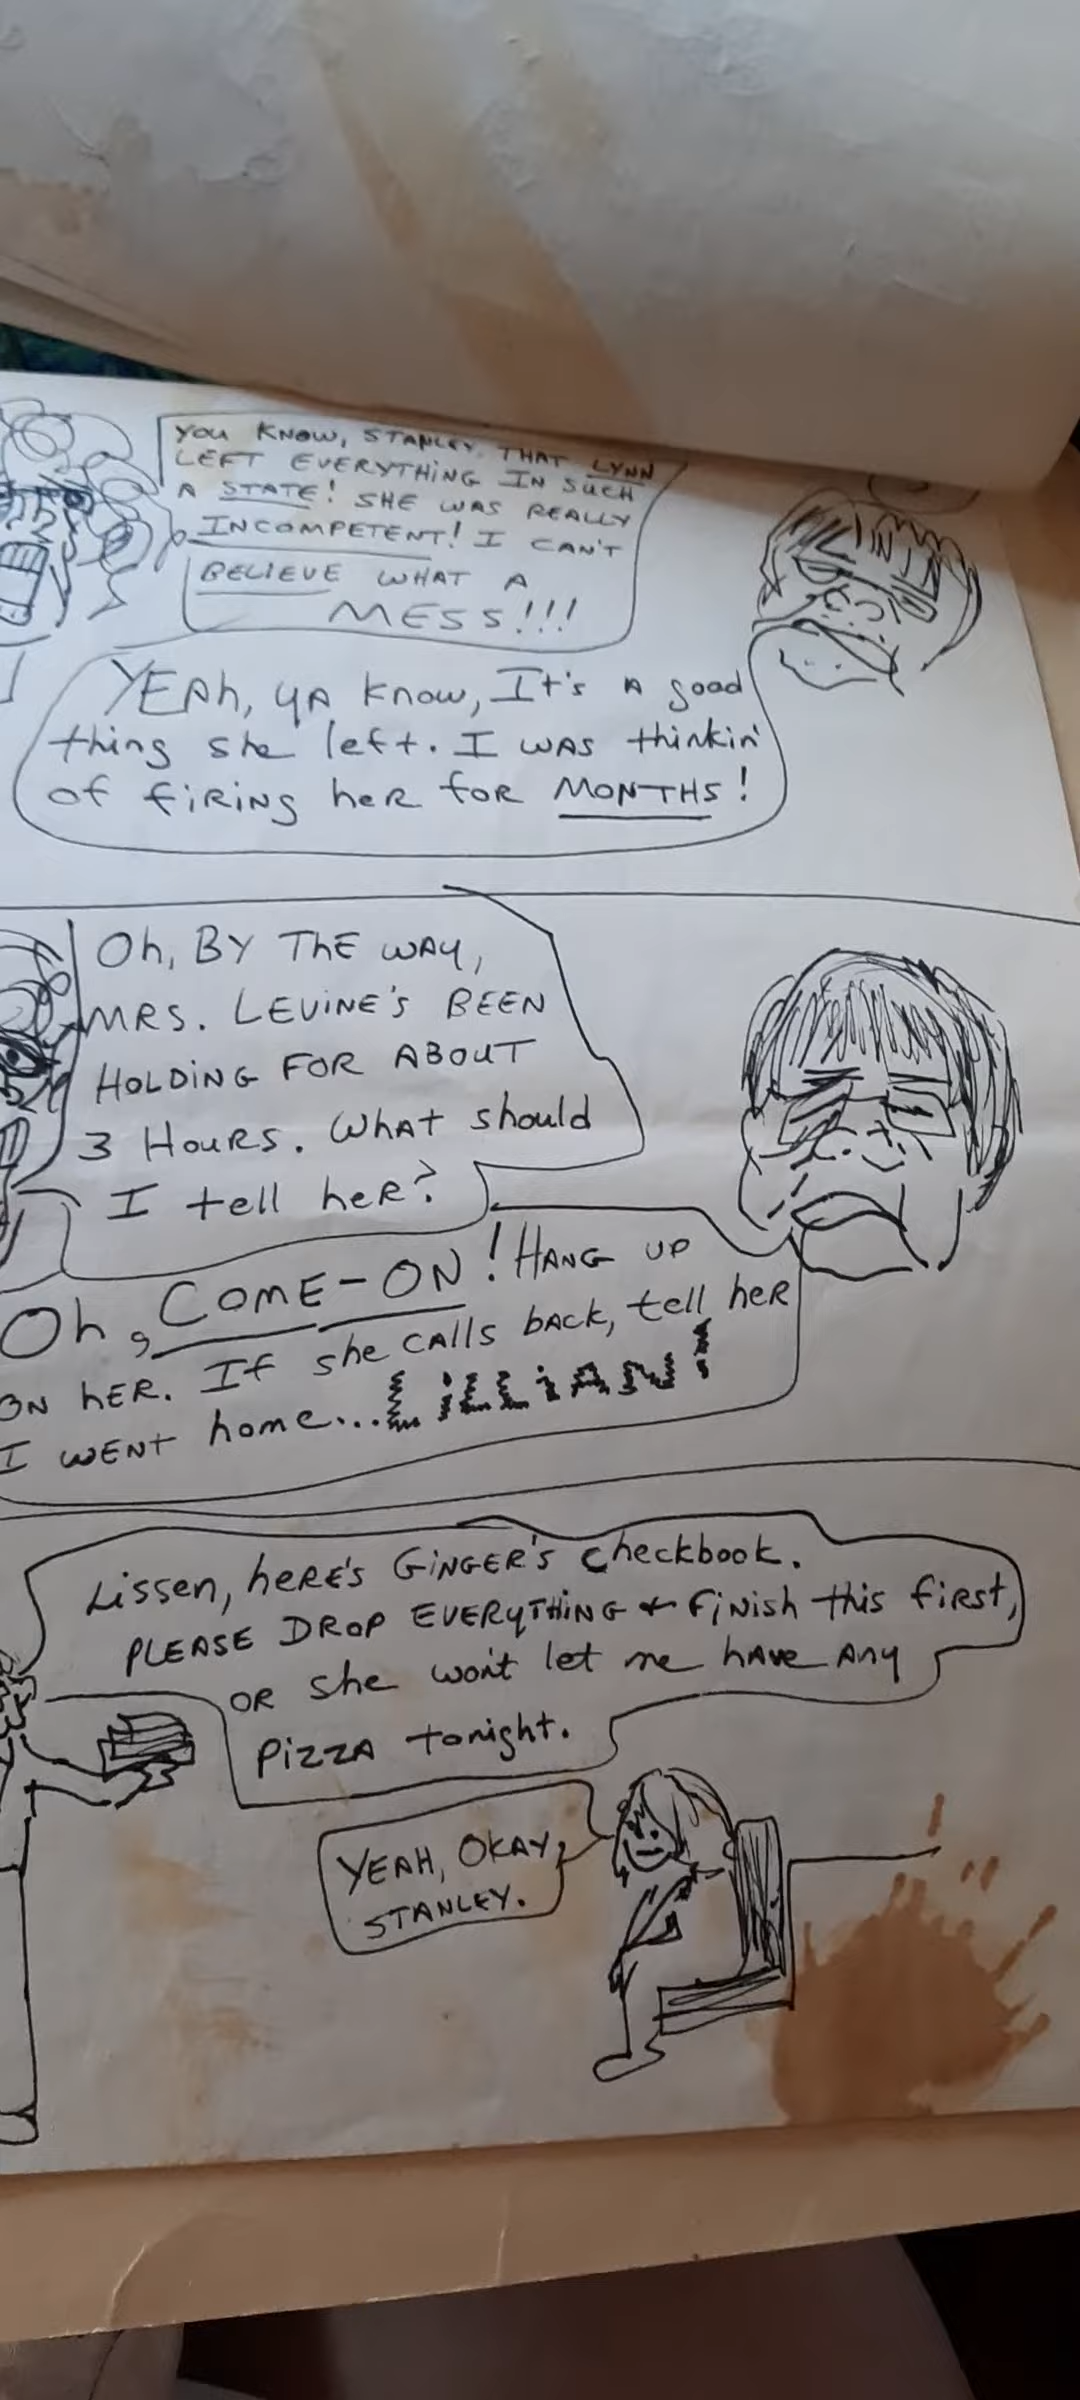 YOU KNOW, STANLEY, THAT LYNN
LEFT EVERYTHING IN SUCH
A STATE! SHE WAS REALLY
INCOMPETENT! I CAN'T
BELIEVE WHAT A
MESS!!!
YEAh, YA KNOW, It's A good
thing she left. I WAS thinkin'
of fiRiNG heR foR MONTHS!
Oh, BY ThE WAY,
MRS. LEVINE'S BEEN
HOLDING FOR ABOUT
3 HOURS. WhAT should
I tell heR?
Oh, COME-ON! HANG UP
ON hER. If she CALLS BACK, tell heR
I WENt home... LiLLiAN!
Lissen, hERE'S GiNGER'S checkbook.
PLEASE DROP EVERYTHING & FiNish this fiRst,
OR she won't let me hAVE ANY
PiZZA toNight.
YEAH, OKAY,
STANLEY.